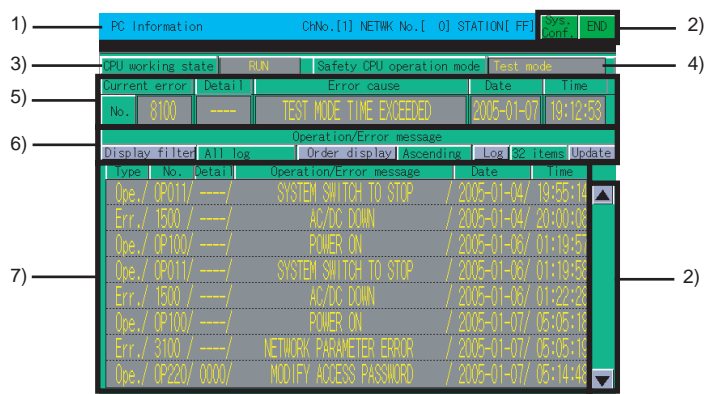 1) PC Information ChNo.[1] NETWK No.[ 0] STATION[ FF] Sys. Conf. END 2)
3) CPU working state RUN Safety CPU operation mode Test mode 4)
5) Current error Detail Error cause Date Time
No. 8100 ---- TEST MODE TIME EXCEEDED 2005-01-07 19:12:53
6) Operation/Error message
Display filter All log Order display Ascending Log 32 items Update
Type No. Detail Operation/Error message Date Time
Ope./ OP011/ ----/ SYSTEM SWITCH TO STOP / 2005-01-04/ 19:55:14
Err./ 1500 / ----/ AC/DC DOWN / 2005-01-04/ 20:00:08
Ope./ OP100/ ----/ POWER ON / 2005-01-06/ 01:19:57
7) Ope./ OP011/ ----/ SYSTEM SWITCH TO STOP / 2005-01-06/ 01:19:58 2)
Err./ 1500 / ----/ AC/DC DOWN / 2005-01-06/ 01:22:28
Ope./ OP100/ ----/ POWER ON / 2005-01-07/ 05:05:18
Err./ 3100 / ----/ NETWORK PARAMETER ERROR / 2005-01-07/ 05:05:19
Ope./ OP220/ 0000/ MODIFY ACCESS PASSWORD / 2005-01-07/ 05:14:48